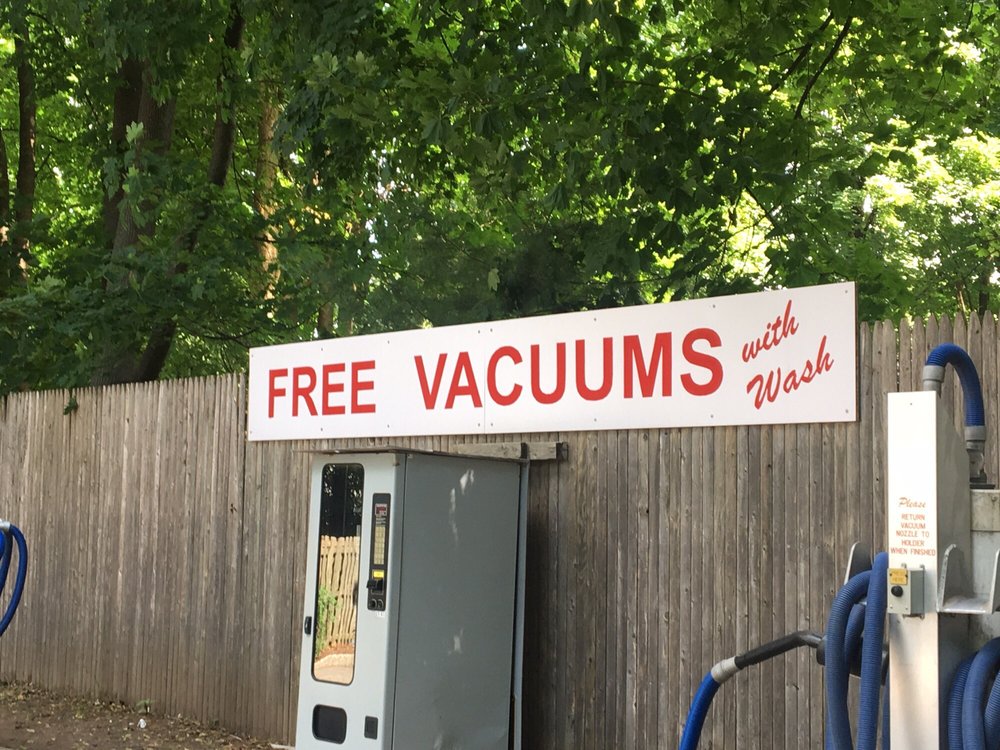 FREE VACUUMS with
Wash
Please
RETURN
VACUUM
NOZZLE TO
HOLDER
WHEN FINISHED